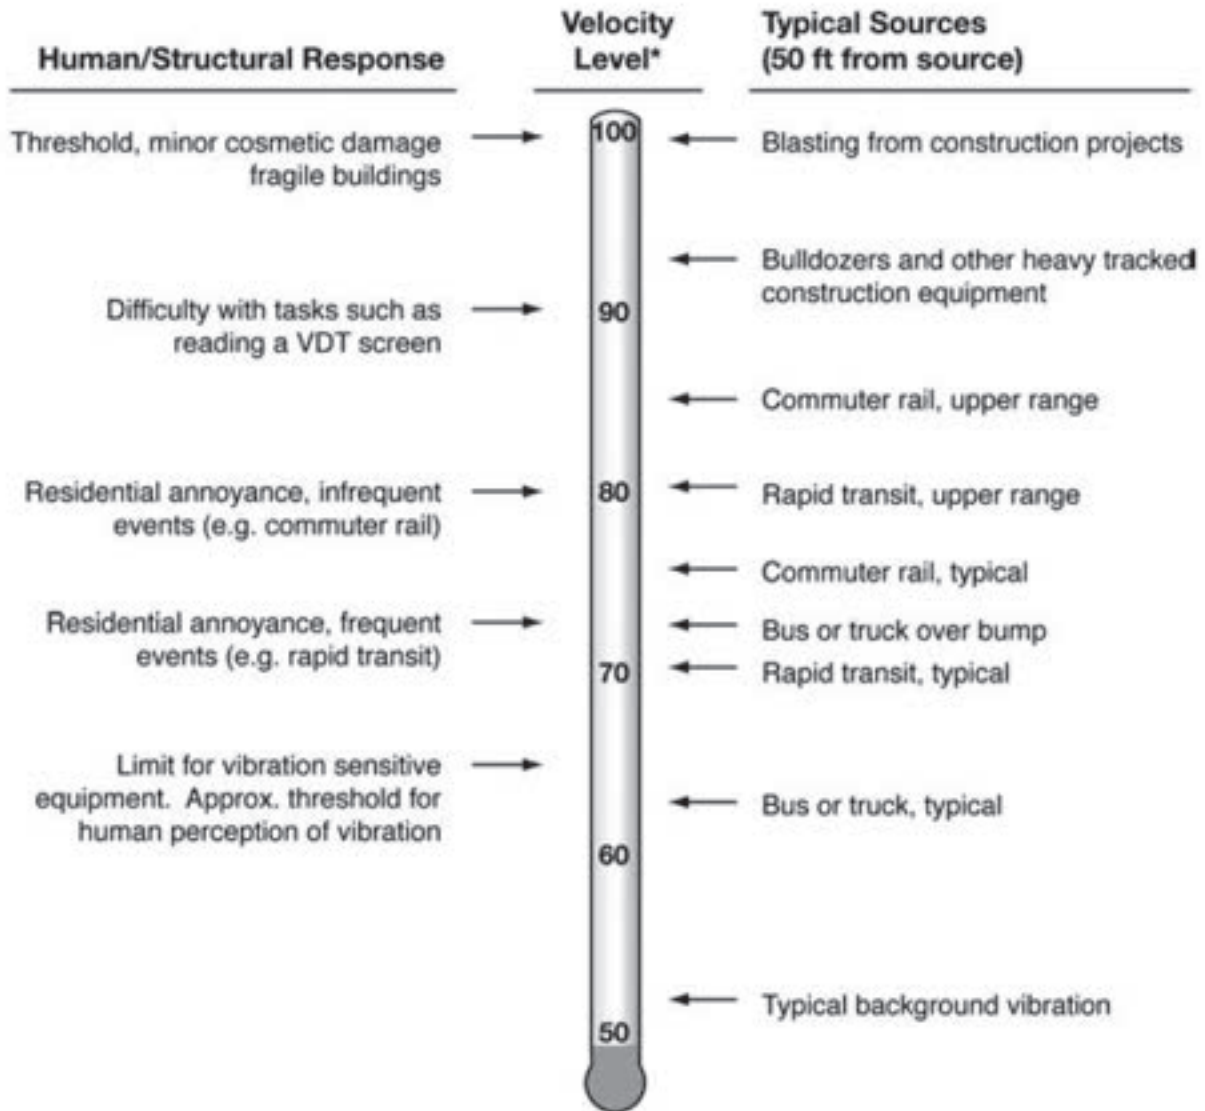 Human/Structural Response
Velocity
Level*
Typical Sources
(50 ft from source)
Threshold, minor cosmetic damage
fragile buildings
100
Blasting from construction projects
Bulldozers and other heavy tracked
construction equipment
Difficulty with tasks such as
reading a VDT screen
90
Commuter rail, upper range
Residential annoyance, infrequent
events (e.g. commuter rail)
80
Rapid transit, upper range
Commuter rail, typical
Residential annoyance, frequent
events (e.g. rapid transit)
Bus or truck over bump
70
Rapid transit, typical
Limit for vibration sensitive
equipment. Approx. threshold for
human perception of vibration
Bus or truck, typical
60
Typical background vibration
50